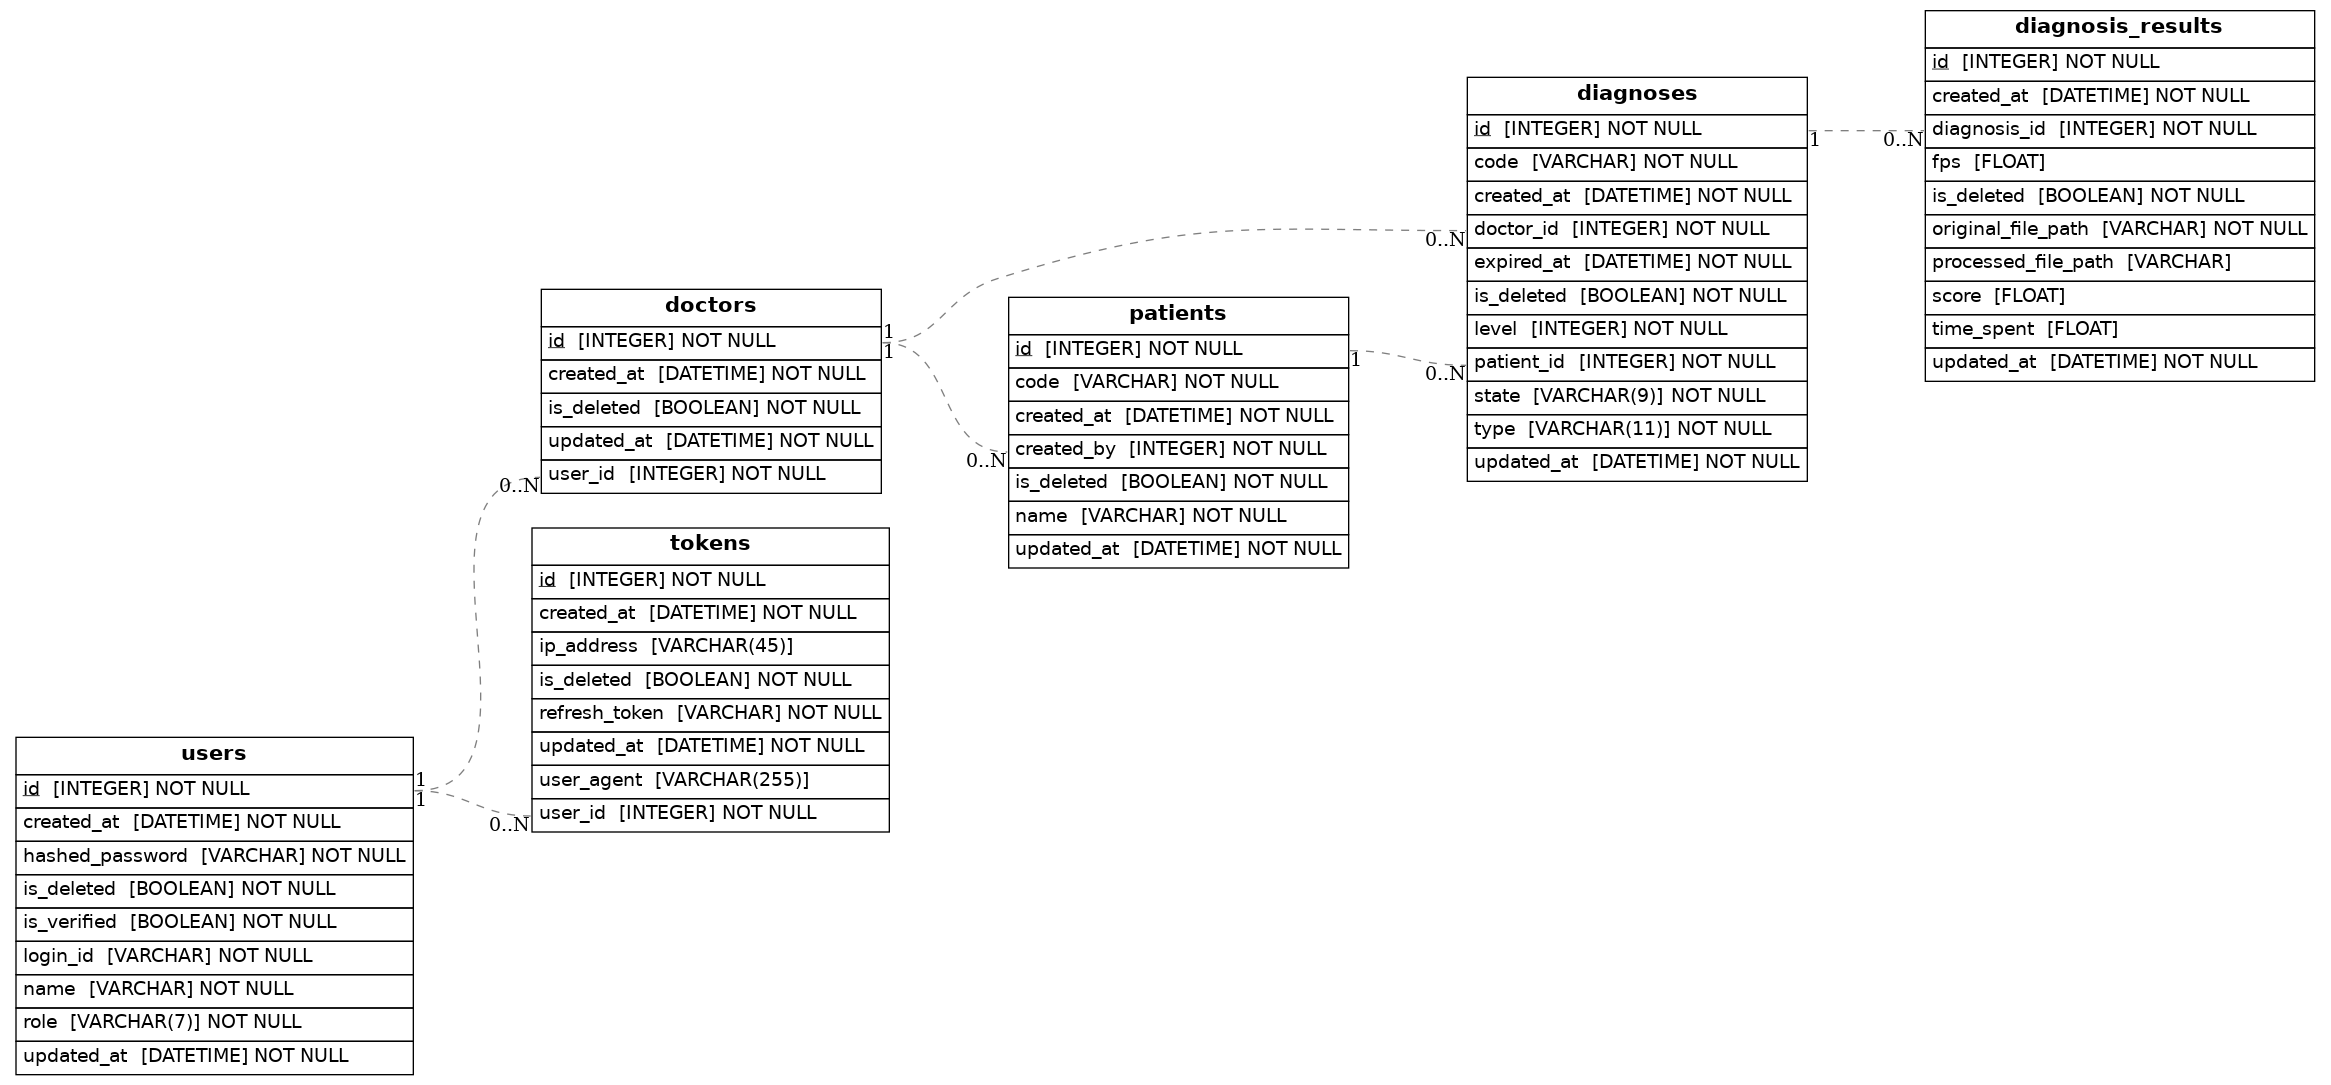 diagnosis_results
id [INTEGER] NOT NULL
created_at [DATETIME] NOT NULL
diagnosis_id [INTEGER] NOT NULL
fps [FLOAT]
is_deleted [BOOLEAN] NOT NULL
original_file_path [VARCHAR] NOT NULL
processed_file_path [VARCHAR]
score [FLOAT]
time_spent [FLOAT]
updated_at [DATETIME] NOT NULL
diagnoses
id [INTEGER] NOT NULL
code [VARCHAR] NOT NULL
created_at [DATETIME] NOT NULL
doctor_id [INTEGER] NOT NULL
expired_at [DATETIME] NOT NULL
is_deleted [BOOLEAN] NOT NULL
level [INTEGER] NOT NULL
patient_id [INTEGER] NOT NULL
state [VARCHAR(9)] NOT NULL
type [VARCHAR(11)] NOT NULL
updated_at [DATETIME] NOT NULL
1
0..N
0..N
0..N
doctors
id [INTEGER] NOT NULL
created_at [DATETIME] NOT NULL
is_deleted [BOOLEAN] NOT NULL
updated_at [DATETIME] NOT NULL
user_id [INTEGER] NOT NULL
1
1
0..N
patients
id [INTEGER] NOT NULL
code [VARCHAR] NOT NULL
created_at [DATETIME] NOT NULL
created_by [INTEGER] NOT NULL
is_deleted [BOOLEAN] NOT NULL
name [VARCHAR] NOT NULL
updated_at [DATETIME] NOT NULL
1
0..N
tokens
id [INTEGER] NOT NULL
created_at [DATETIME] NOT NULL
ip_address [VARCHAR(45)]
is_deleted [BOOLEAN] NOT NULL
refresh_token [VARCHAR] NOT NULL
updated_at [DATETIME] NOT NULL
user_agent [VARCHAR(255)]
user_id [INTEGER] NOT NULL
0..N
users
id [INTEGER] NOT NULL
created_at [DATETIME] NOT NULL
hashed_password [VARCHAR] NOT NULL
is_deleted [BOOLEAN] NOT NULL
is_verified [BOOLEAN] NOT NULL
login_id [VARCHAR] NOT NULL
name [VARCHAR] NOT NULL
role [VARCHAR(7)] NOT NULL
updated_at [DATETIME] NOT NULL
1
1